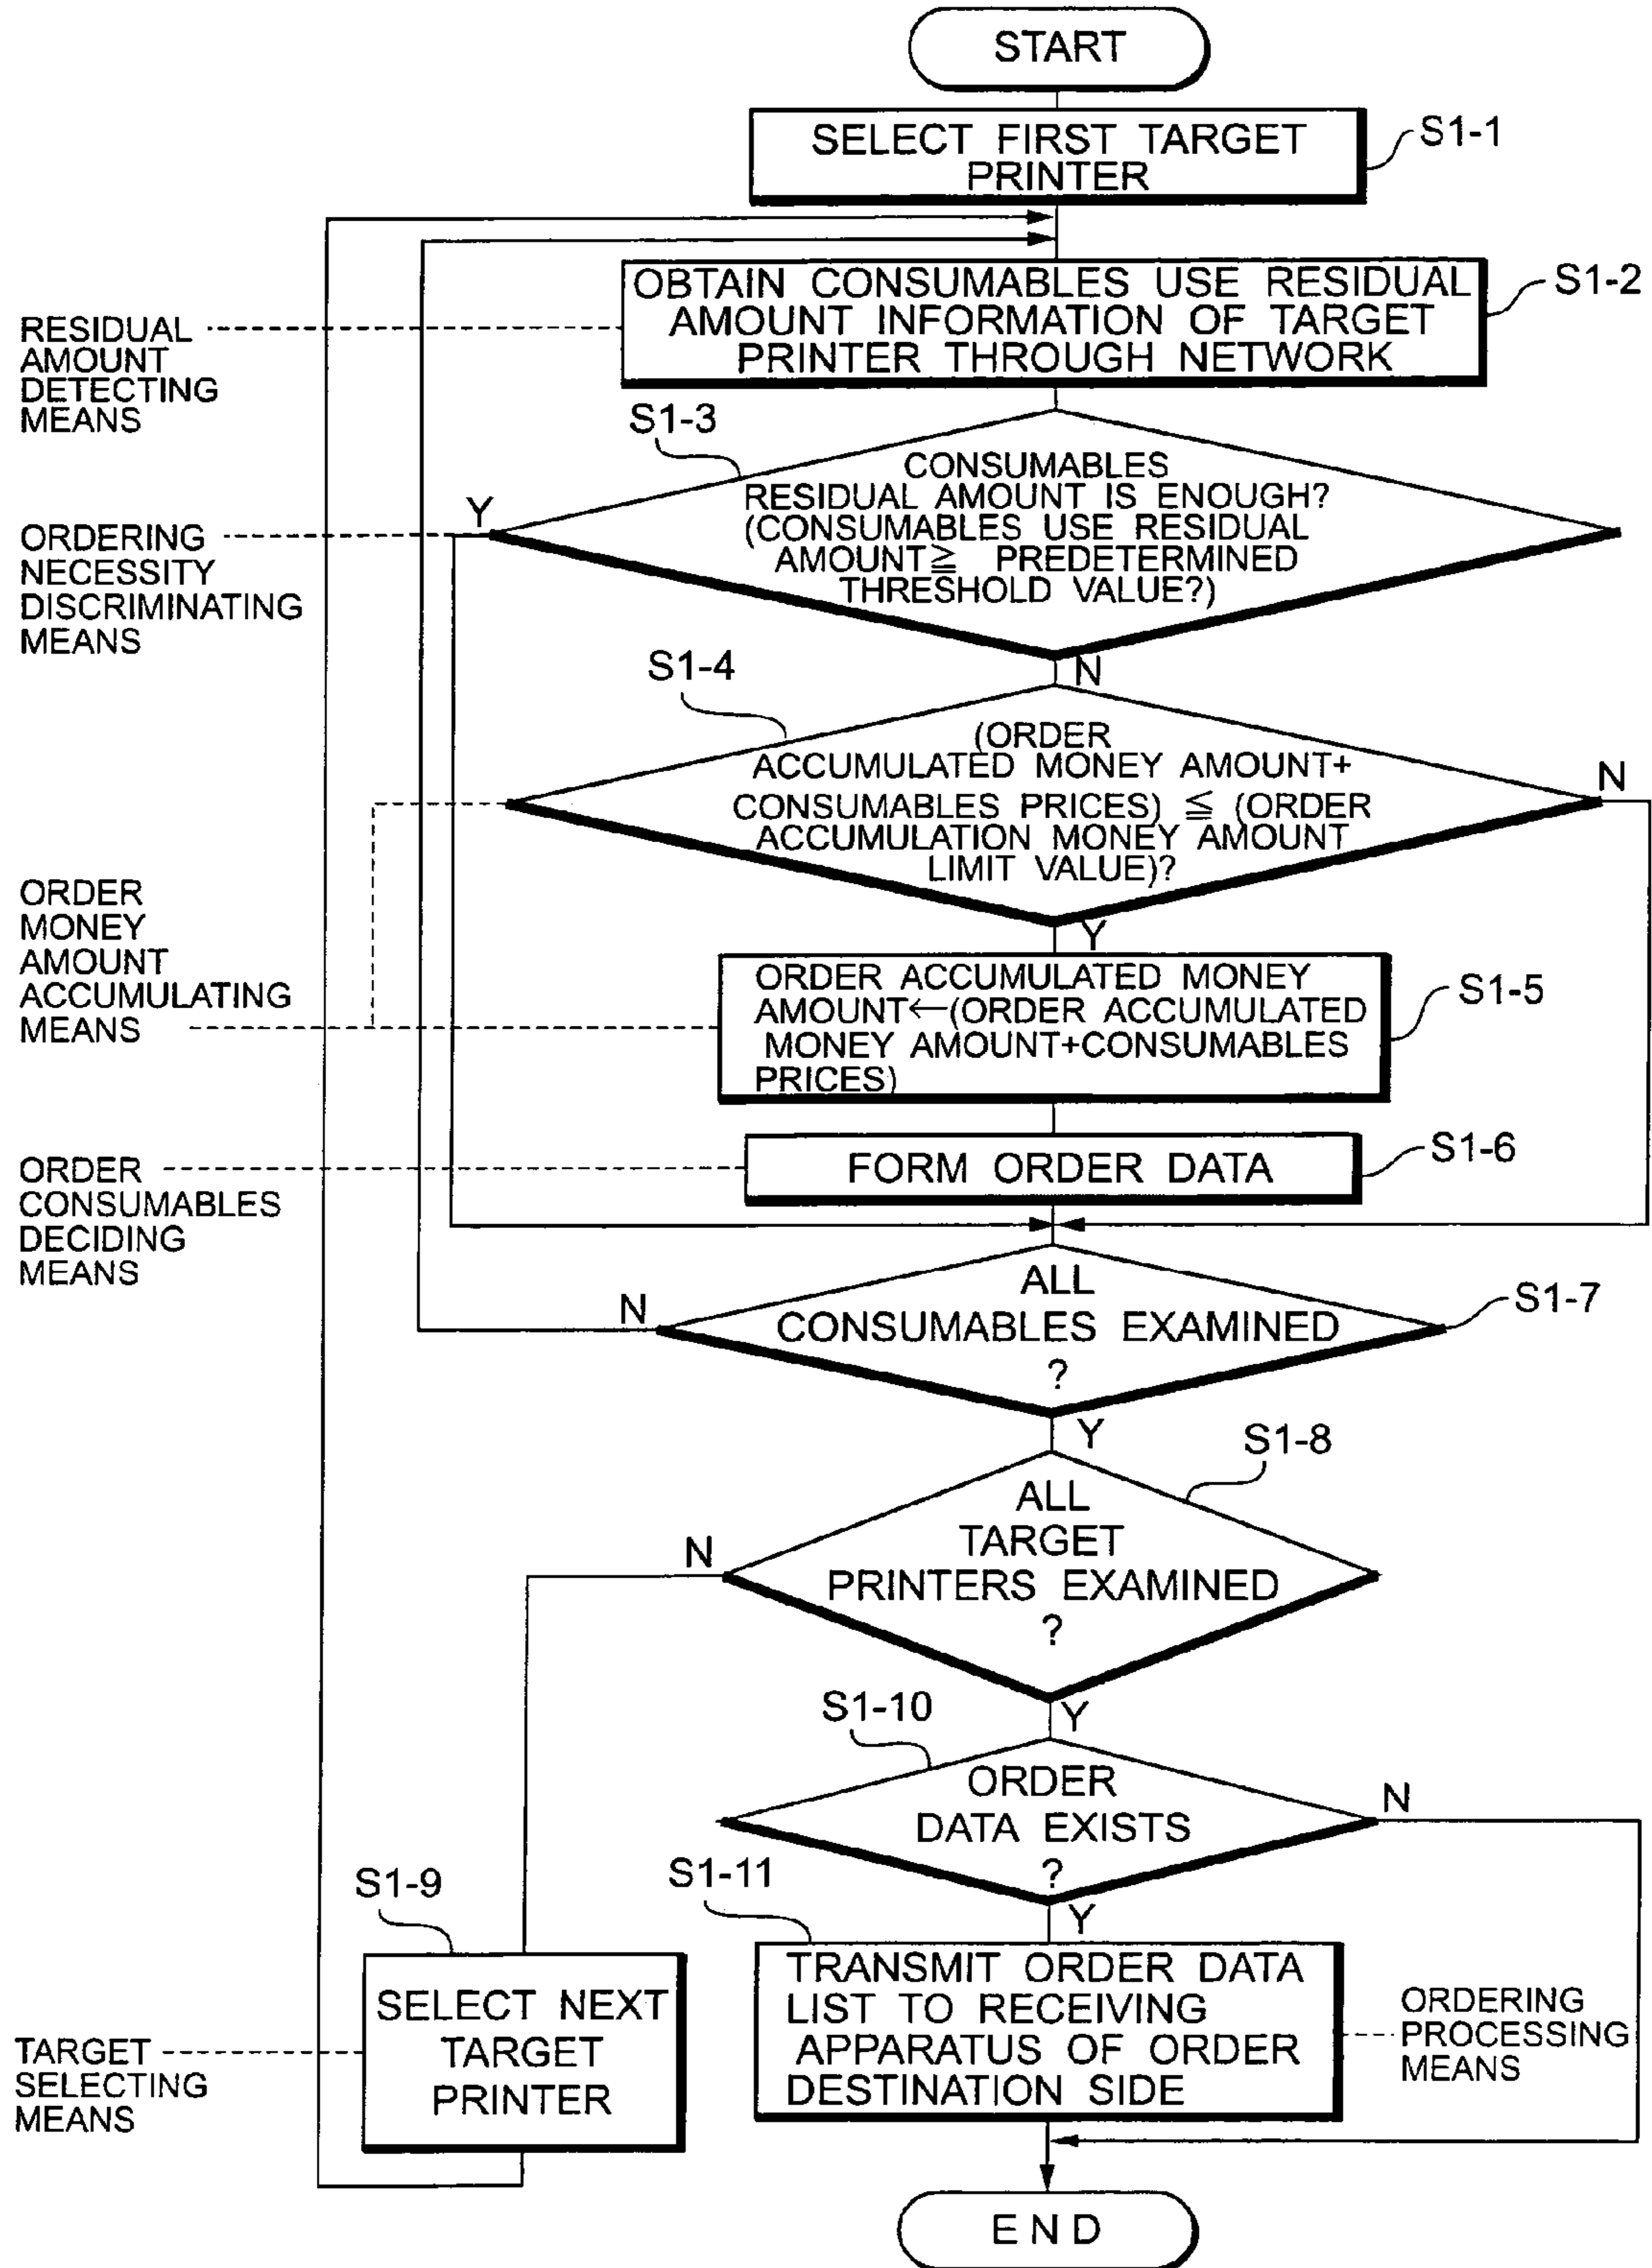 START
SELECT FIRST TARGET
PRINTER
S1-1
OBTAIN CONSUMABLES USE RESIDUAL
AMOUNT INFORMATION OF TARGET
PRINTER THROUGH NETWORK
S1-2
RESIDUAL
AMOUNT
DETECTING
MEANS
S1-3
CONSUMABLES
RESIDUAL AMOUNT IS ENOUGH?
(CONSUMABLES USE RESIDUAL
AMOUNT≧ PREDETERMINED
THRESHOLD VALUE?)
Y
N
ORDERING
NECESSITY
DISCRIMINATING
MEANS
S1-4
(ORDER
ACCUMULATED MONEY AMOUNT+
CONSUMABLES PRICES) ≦ (ORDER
ACCUMULATION MONEY AMOUNT
LIMIT VALUE)?
N
Y
ORDER
MONEY
AMOUNT
ACCUMULATING
MEANS
ORDER ACCUMULATED MONEY
AMOUNT←(ORDER ACCUMULATED
MONEY AMOUNT+CONSUMABLES
PRICES)
S1-5
FORM ORDER DATA
S1-6
ORDER
CONSUMABLES
DECIDING
MEANS
ALL
CONSUMABLES EXAMINED
?
S1-7
N
Y
S1-8
ALL
TARGET
PRINTERS EXAMINED
?
N
Y
S1-10
ORDER
DATA EXISTS
?
N
Y
S1-9
SELECT NEXT
TARGET
PRINTER
TARGET
SELECTING
MEANS
S1-11
TRANSMIT ORDER DATA
LIST TO RECEIVING
APPARATUS OF ORDER
DESTINATION SIDE
ORDERING
PROCESSING
MEANS
END